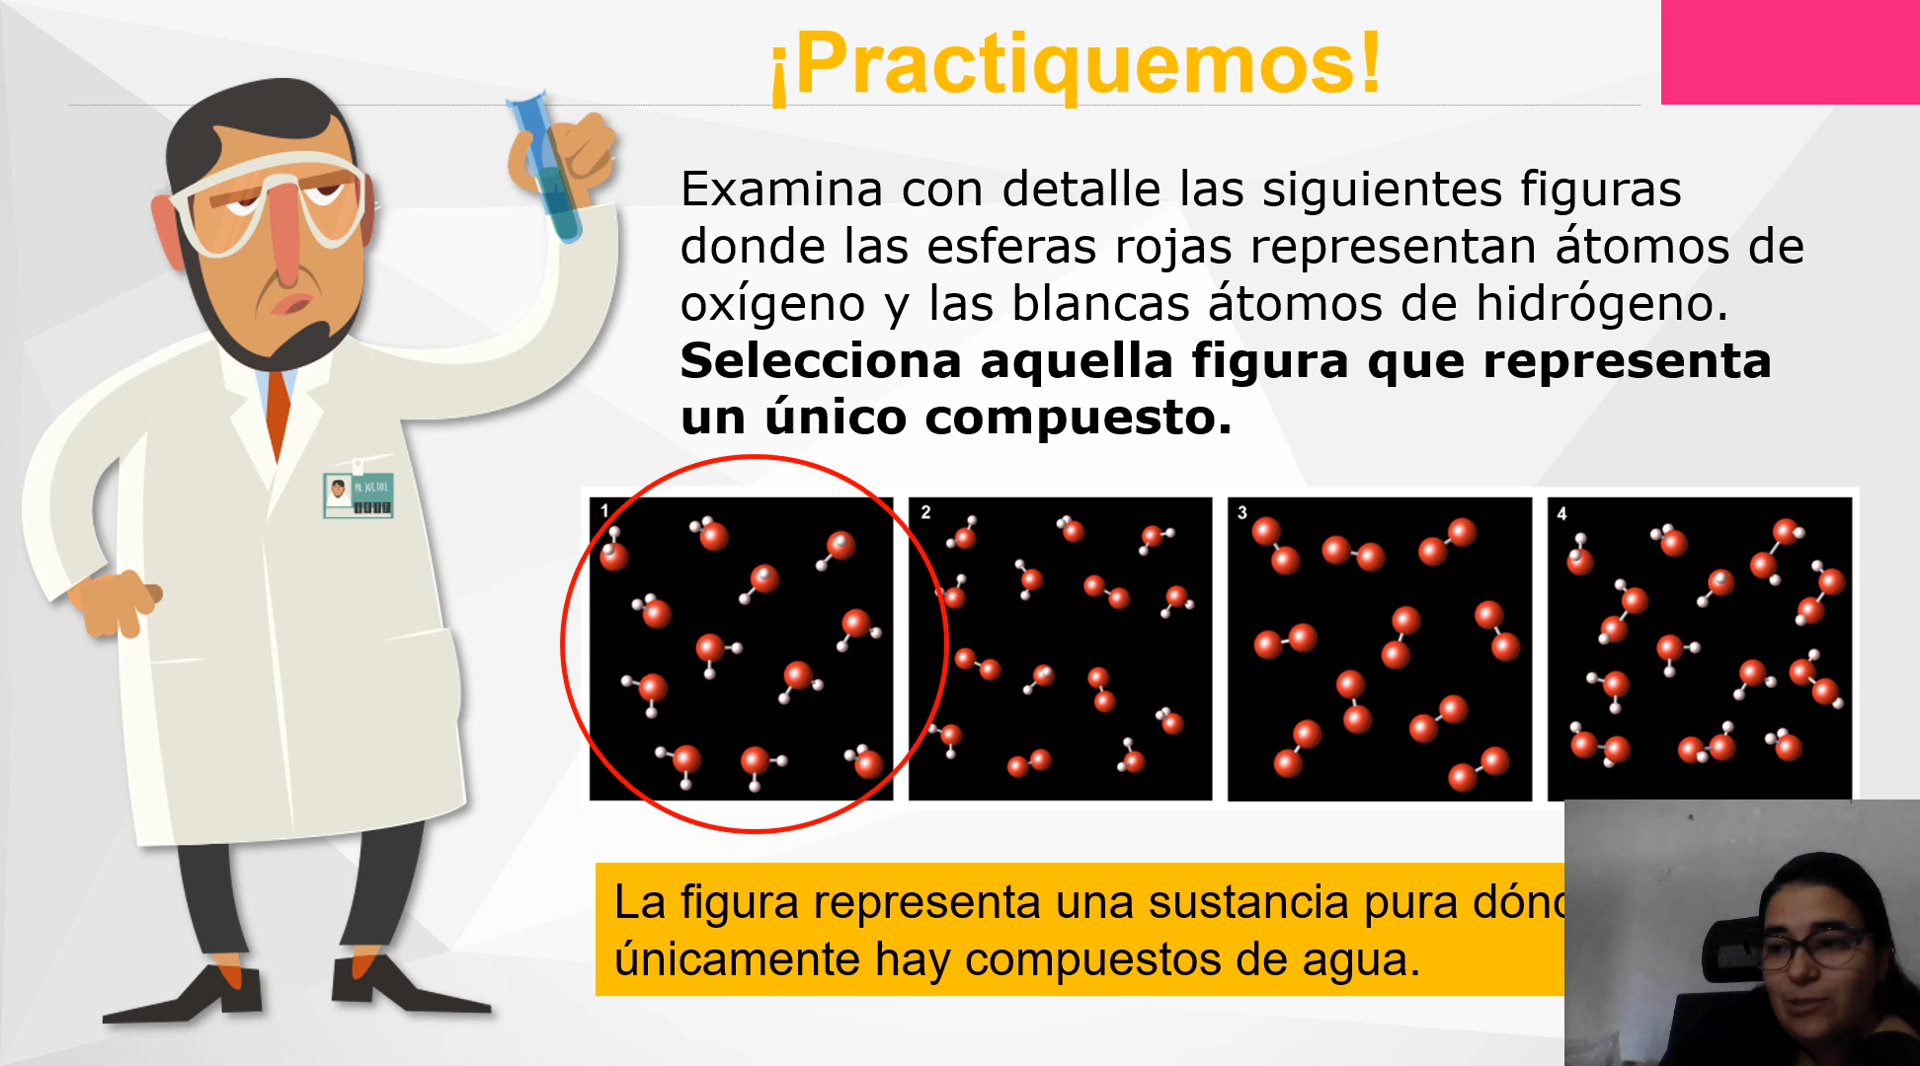 ¡Practiquemos!
Examina con detalle las siguientes figuras
donde las esferas rojas representan átomos de
oxígeno y las blancas átomos de hidrógeno.
Selecciona aquella figura que representa
un único compuesto.
1
2
3
4
La figura representa una sustancia pura
únicamente hay compuestos de agua.